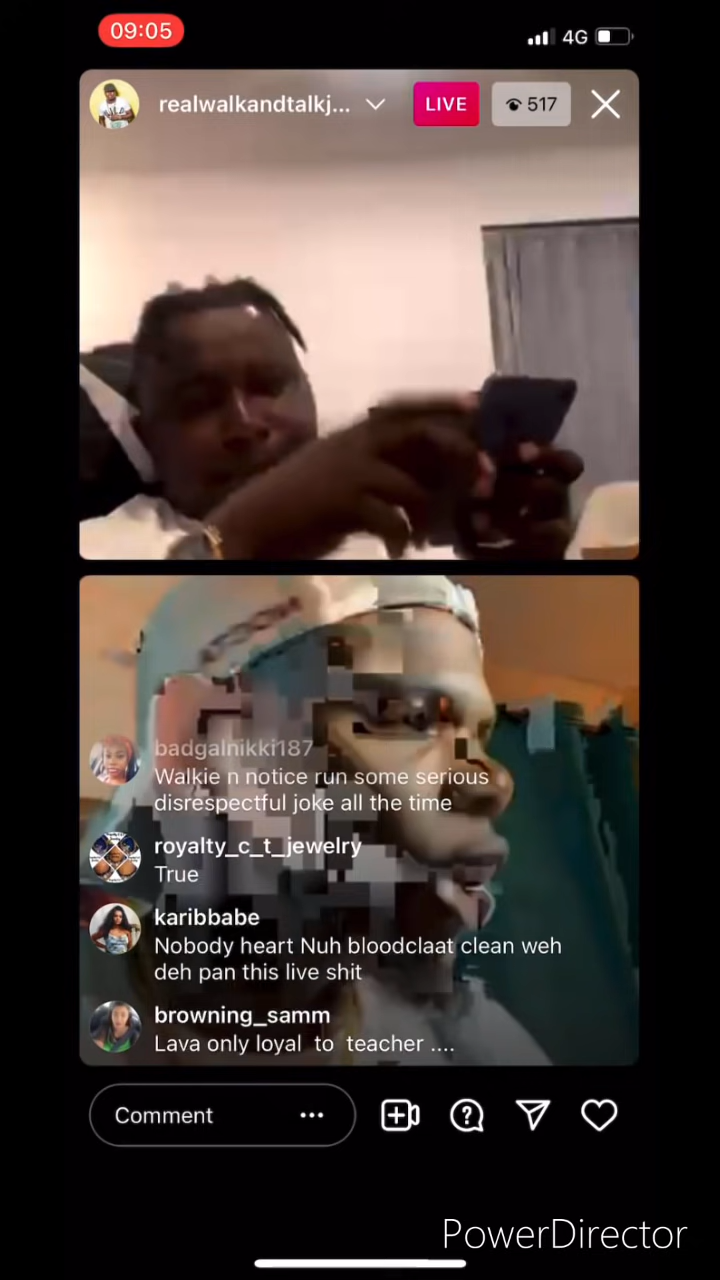 09:05
4G
realwalkandtalkj...
LIVE
517
badgalnikki187
Walkie n notice run some serious
disrespectful joke all the time
royalty_c_t_jewelry
True
karibbabe
Nobody heart Nuh bloodclaat clean weh
deh pan this live shit
browning_samm
Lava only loyal to teacher ....
Comment
PowerDirector